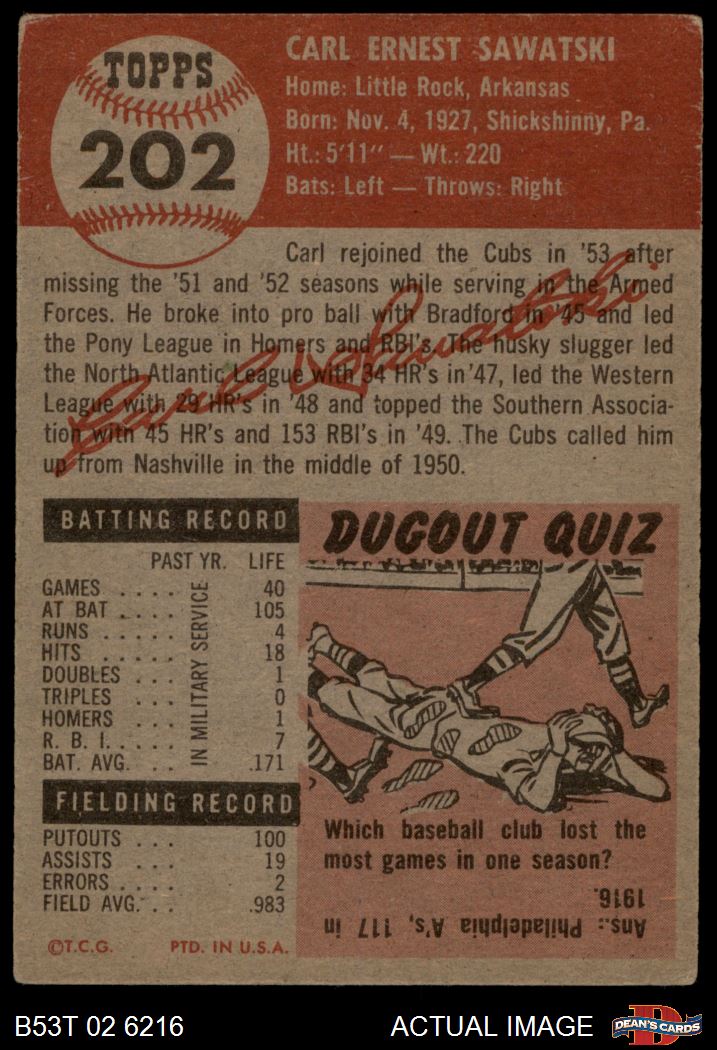 TOPPS
202
CARL ERNEST SAWATSKI
Home: Little Rock, Arkansas
Born: Nov. 4, 1927, Shickshinny, Pa.
Ht.: 5'11" — Wt.: 220
Bats: Left — Throws: Right
Carl rejoined the Cubs in '53 after
missing the '51 and '52 seasons while serving in the Armed
Forces. He broke into pro ball with Bradford in '45 and led
the Pony League in Homers and RBI's. The husky slugger led
the North Atlantic League with 34 HR's in '47, led the Western
League with 29 HR's in '48 and topped the Southern Associa-
tion with 45 HR's and 153 RBI's in '49. The Cubs called him
up from Nashville in the middle of 1950.
Carl Sawatski
BATTING RECORD
PAST YR. LIFE
GAMES . . . . 40
AT BAT . . . . 105
RUNS . . . . . 4
HITS . . . . . 18
DOUBLES . . . 1
TRIPLES . . . 0
HOMERS . . . 1
R. B. I. . . . . 7
BAT. AVG. . . . .171
IN MILITARY SERVICE
FIELDING RECORD
PUTOUTS . . . 100
ASSISTS . . . 19
ERRORS . . . . 2
FIELD AVG. . . .983
©T.C.G. PTD. IN U.S.A.
DUGOUT QUIZ
Which baseball club lost the
most games in one season?
Ans.: Philadelphia A's, 117 in
1916.
B53T 02 6216
ACTUAL IMAGE
D
DEAN'S CARDS